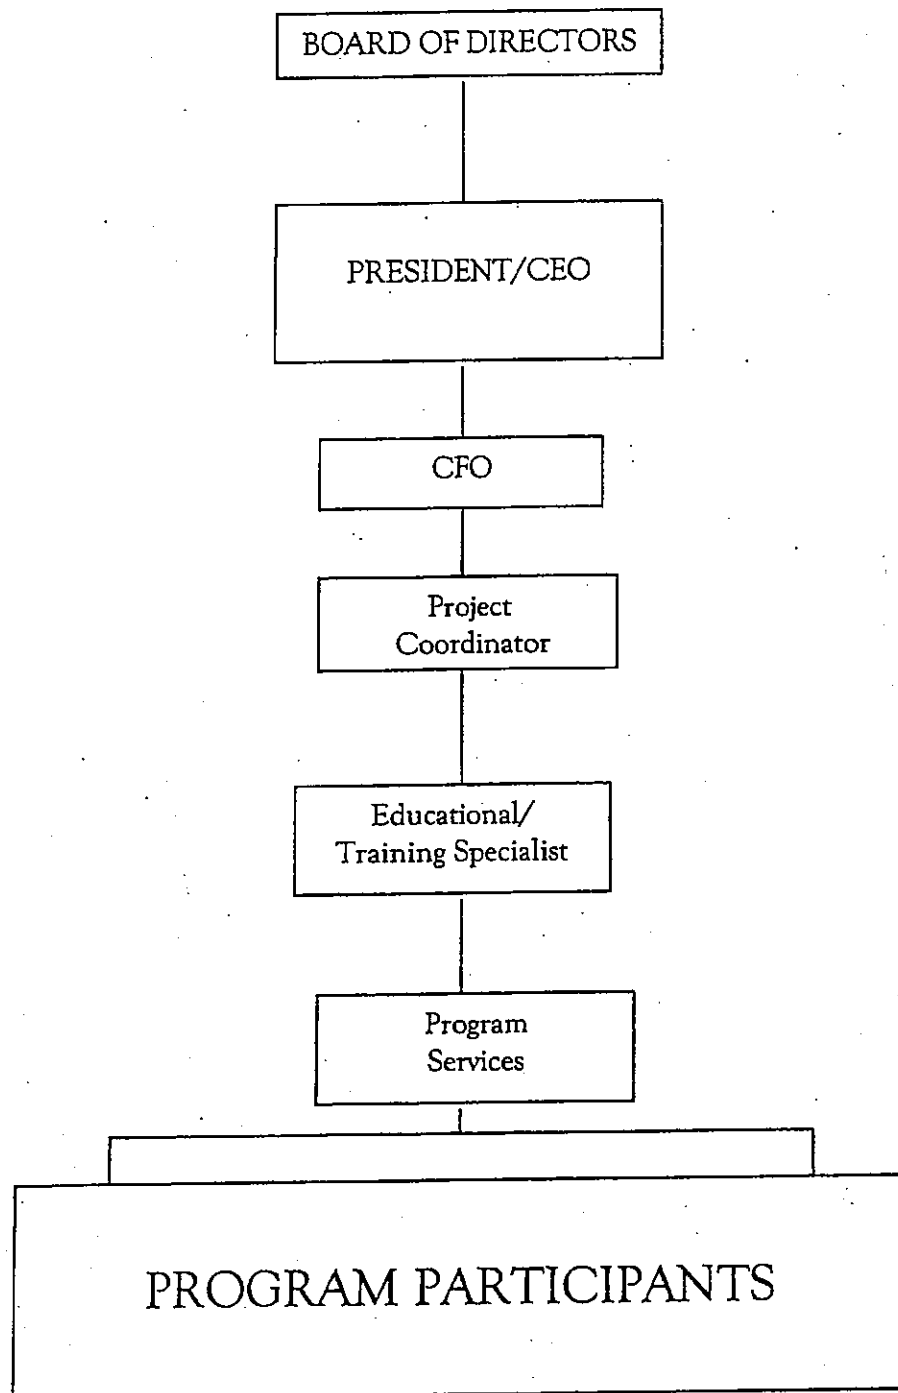 BOARD OF DIRECTORS
PRESIDENT/CEO
CFO
Project
Coordinator
Educational/
Training Specialist
Program
Services
PROGRAM PARTICIPANTS